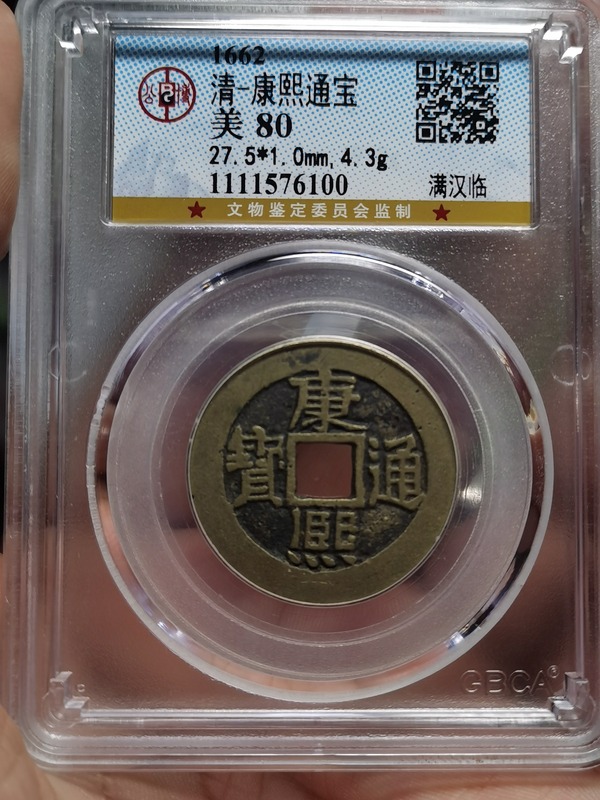 1662
清-康熙通宝
美 80
27.5*1.0mm, 4.3g
1111576100
满汉临
★ 文物鉴定委员会监制 ★
康熙通寳
GBCA®